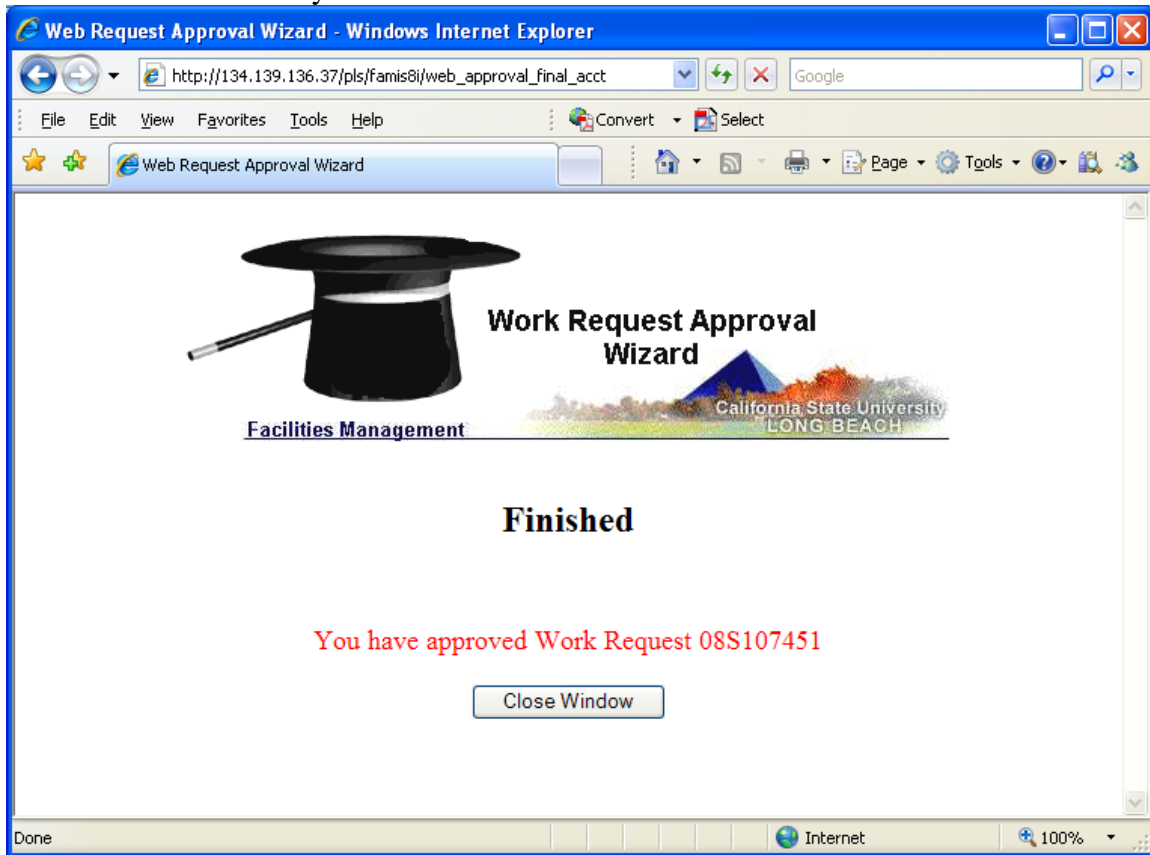 Web Request Approval Wizard - Windows Internet Explorer
http://134.139.136.37/pls/famis8i/web_approval_final_acct
Google
File Edit View Favorites Tools Help
Convert Select
Web Request Approval Wizard
Page Tools
Work Request Approval
Wizard
California State University
LONG BEACH
Facilities Management
Finished
You have approved Work Request 08S107451
Close Window
Done
Internet
100%